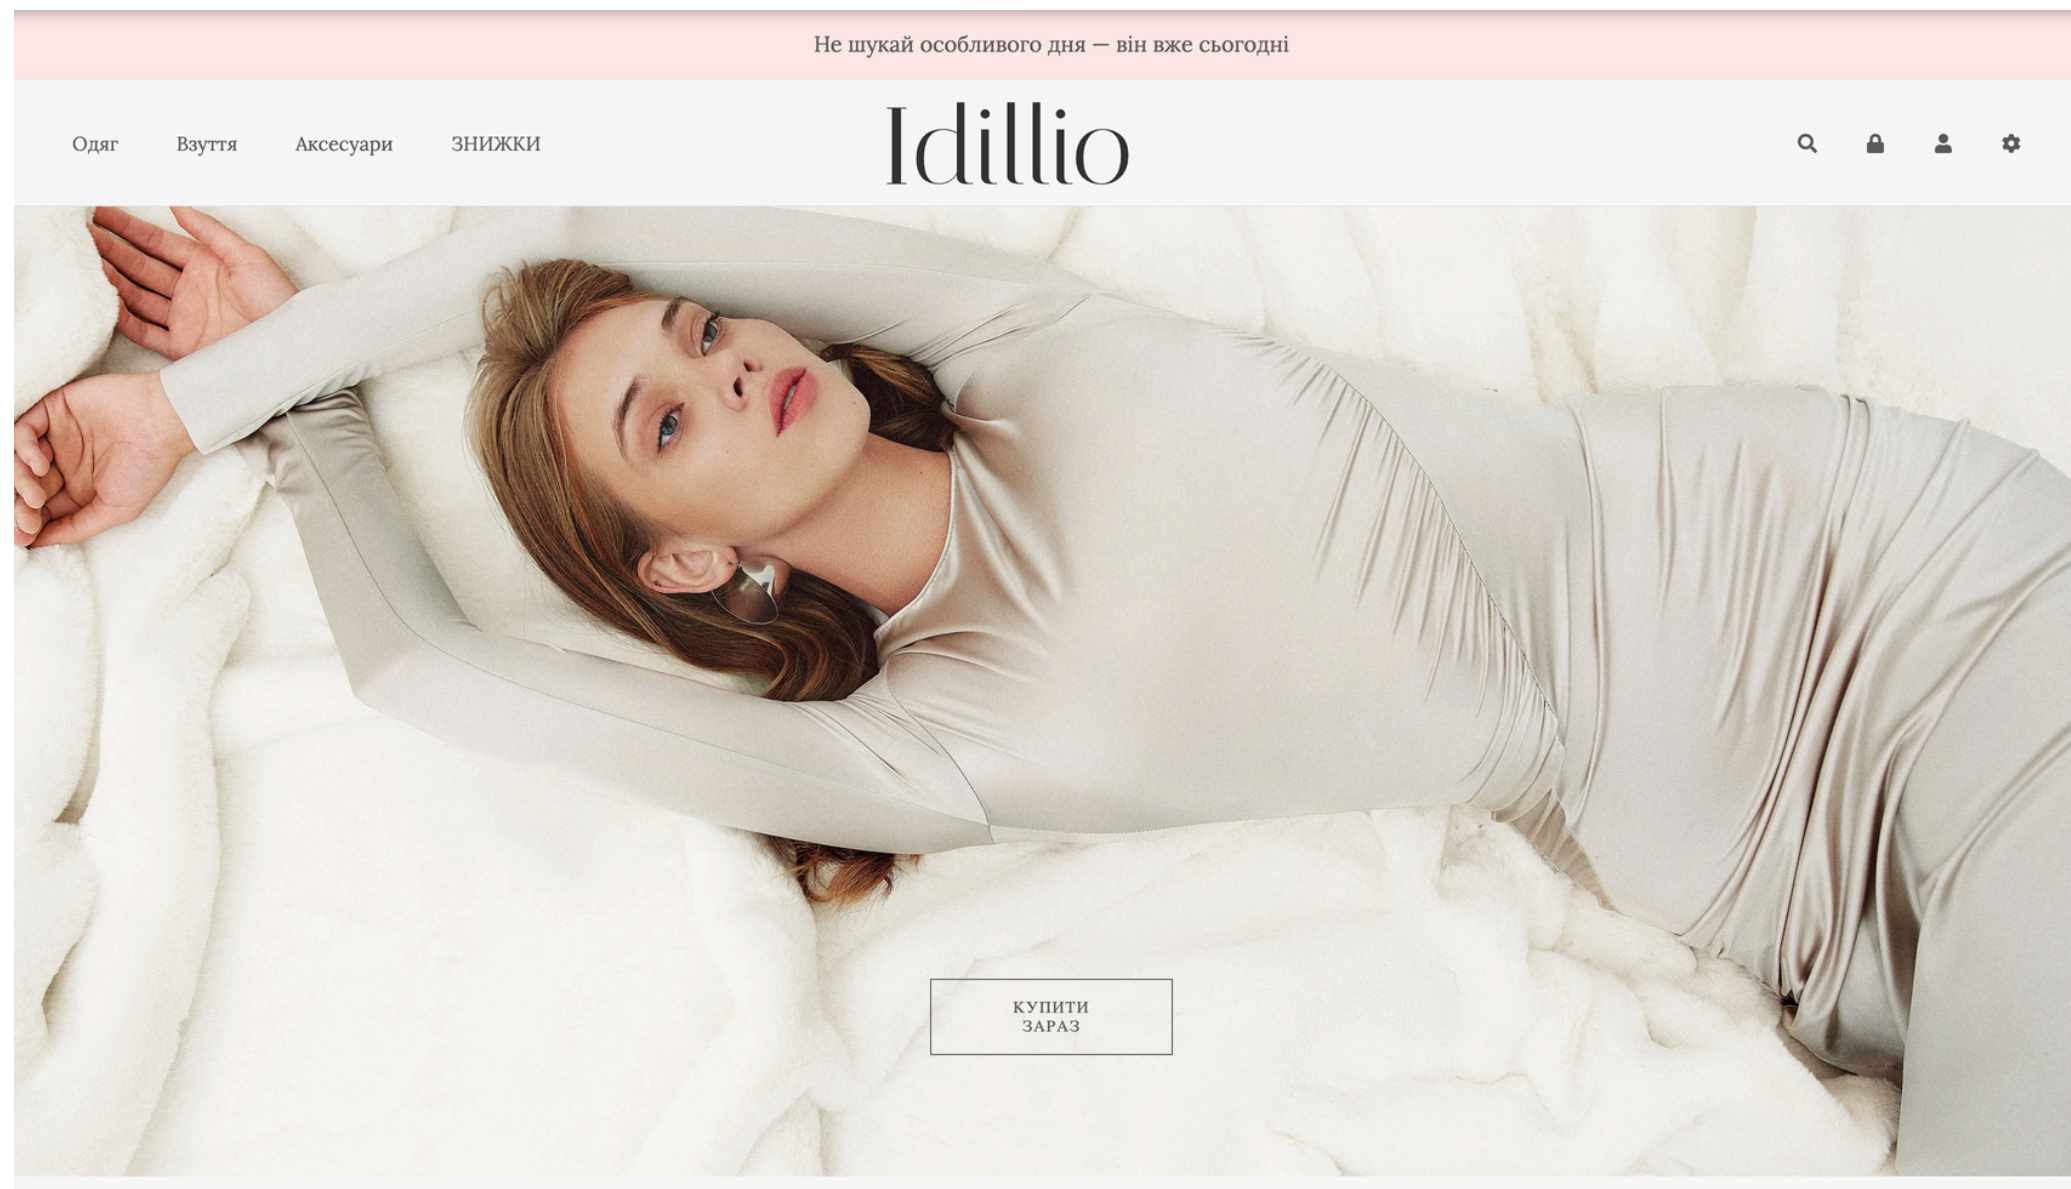 Не шукай особливого дня — він вже сьогодні
Одяг Взуття Аксесуари ЗНИЖКИ
Idillio
КУПИТИ
ЗАРАЗ